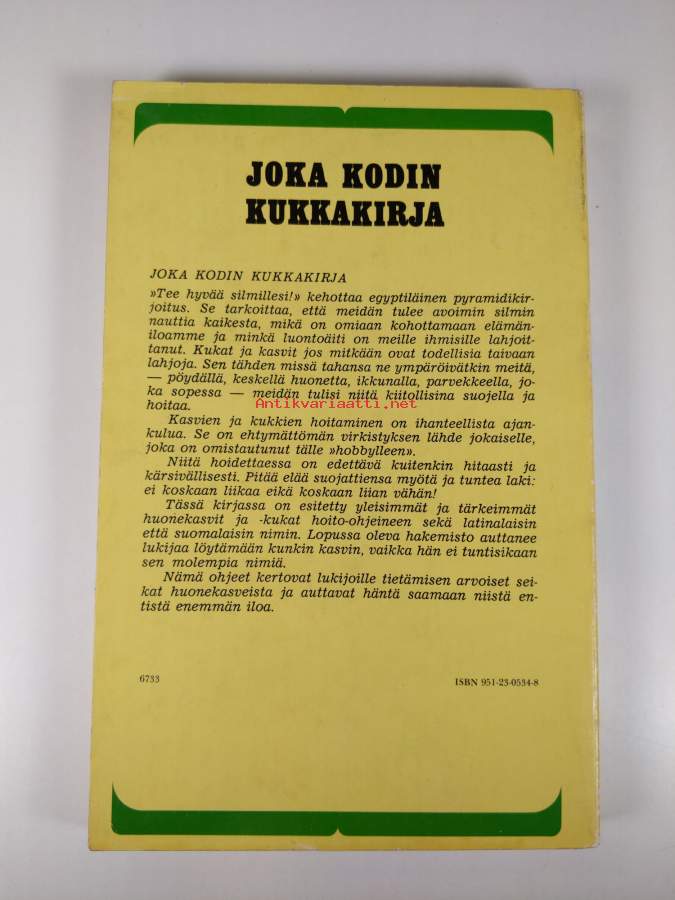 JOKA KODIN
KUKKAKIRJA
JOKA KODIN KUKKAKIRJA
»Tee hyvää silmillesi!» kehottaa egyptiläinen pyramidikir-
joitus. Se tarkoittaa, että meidän tulee avoimin silmin
nauttia kaikesta, mikä on omiaan kohottamaan elämän-
iloamme ja minkä luontoäiti on meille ihmisille lahjoit-
tanut. Kukat ja kasvit jos mitkään ovat todellisia taivaan
lahjoja. Sen tähden missä tahansa ne ympäröivätkin meitä,
— pöydällä, keskellä huonetta, ikkunalla, parvekkeella, jo-
ka sopessa — meidän tulisi niitä kiitollisina suojella ja
hoitaa.
Antikvariaatti.net
Kasvien ja kukkien hoitaminen on ihanteellista ajan-
kulua. Se on ehtymättömän virkistyksen lähde jokaiselle,
joka on omistautunut tälle »hobbylleen».
Niitä hoidettaessa on edettävä kuitenkin hitaasti ja
kärsivällisesti. Pitää elää suojattiensa myötä ja tuntea laki:
ei koskaan liikaa eikä koskaan liian vähän!
Tässä kirjassa on esitetty yleisimmät ja tärkeimmät
huonekasvit ja -kukat hoito-ohjeineen sekä latinalaisin
että suomalaisin nimin. Lopussa oleva hakemisto auttanee
lukijaa löytämään kunkin kasvin, vaikka hän ei tuntisikaan
sen molempia nimiä.
Nämä ohjeet kertovat lukijoille tietämisen arvoiset sei-
kat huonekasveista ja auttavat häntä saamaan niistä en-
tistä enemmän iloa.
6733
ISBN 951-23-0534-8